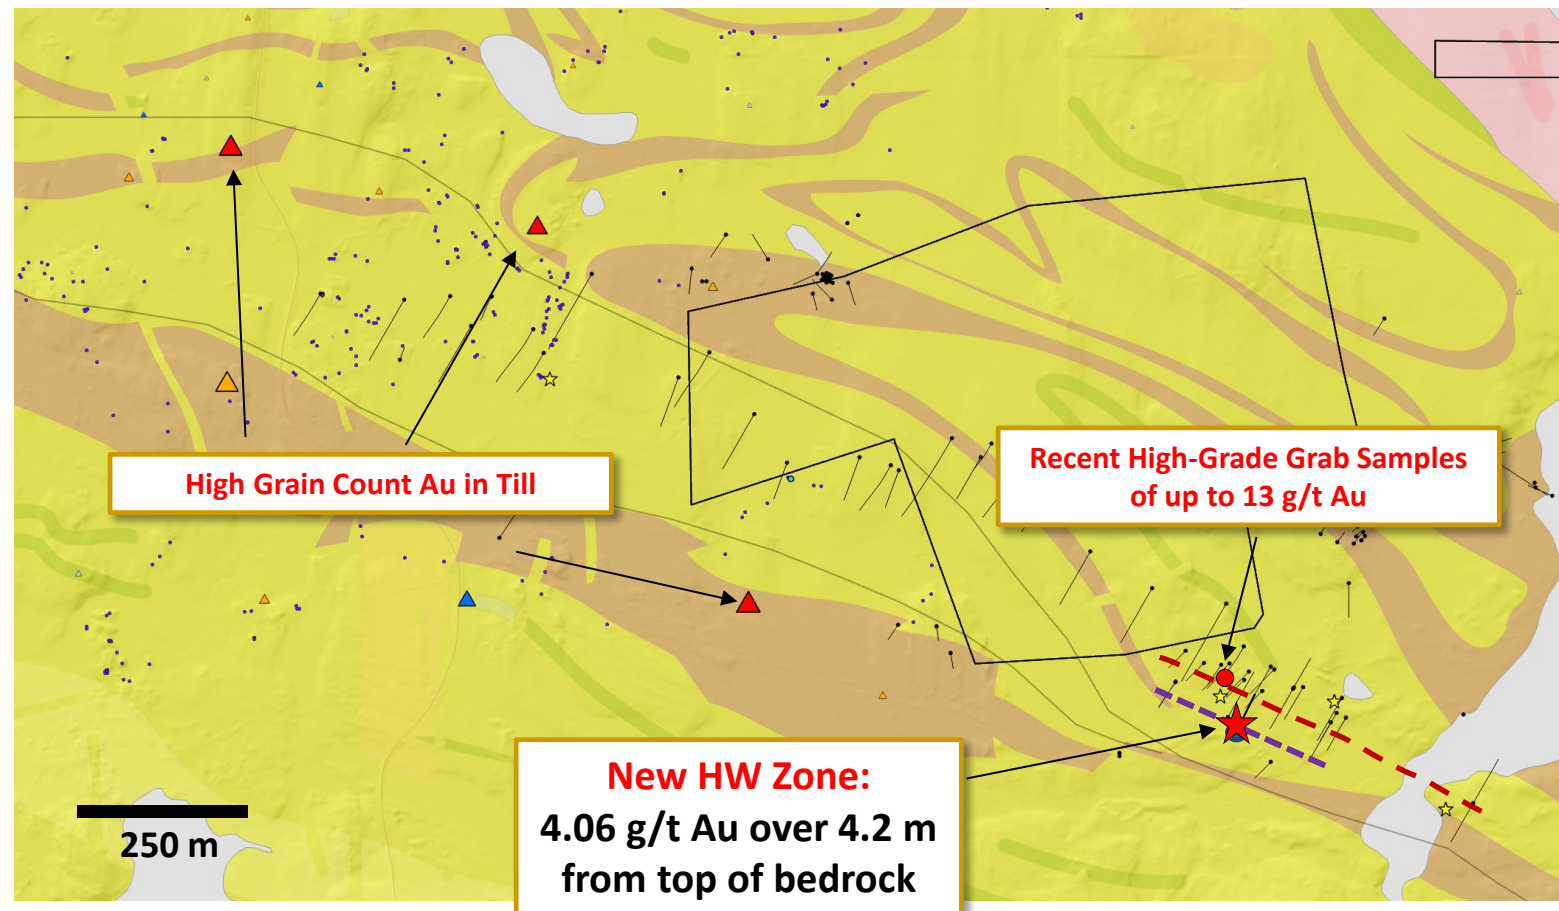 High Grain Count Au in Till
Recent High-Grade Grab Samples
of up to 13 g/t Au
New HW Zone:
4.06 g/t Au over 4.2 m
from top of bedrock
250 m